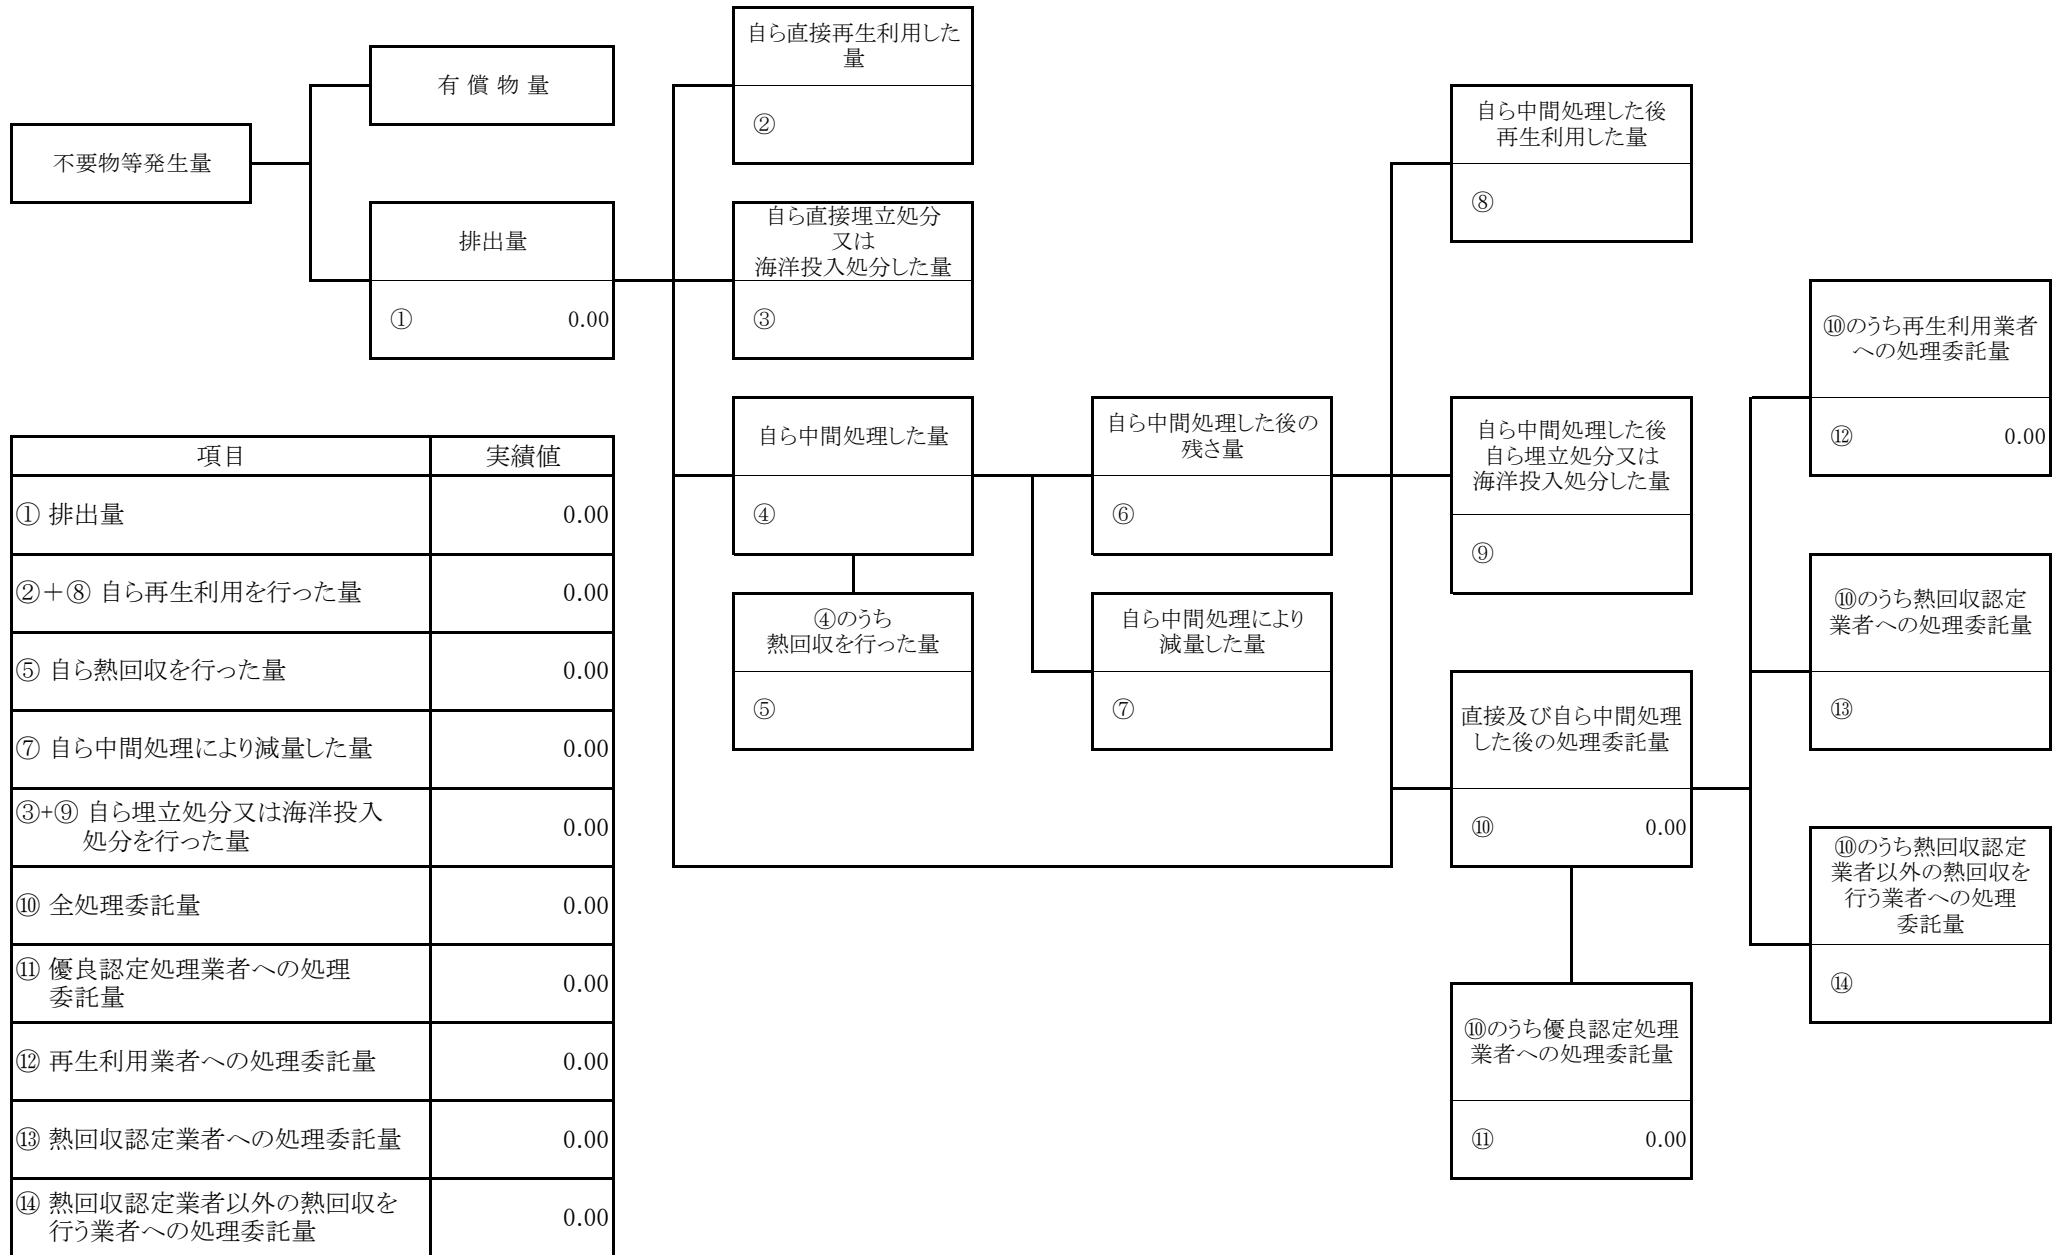 不要物等発生量
有 償 物 量
排出量
① 0.00
自ら直接再生利用した
量
②
自ら直接埋立処分
又は
海洋投入処分した量
③
自ら中間処理した量
④
④のうち
熱回収を行った量
⑤
自ら中間処理した後の
残さ量
⑥
自ら中間処理により
減量した量
⑦
自ら中間処理した後
再生利用した量
⑧
自ら中間処理した後
自ら埋立処分又は
海洋投入処分した量
⑨
直接及び自ら中間処理
した後の処理委託量
⑩ 0.00
⑩のうち優良認定処理
業者への処理委託量
⑪ 0.00
⑩のうち再生利用業者
への処理委託量
⑫ 0.00
⑩のうち熱回収認定
業者への処理委託量
⑬
⑩のうち熱回収認定
業者以外の熱回収を
行う業者への処理
委託量
⑭
項目 実績値
① 排出量 0.00
②＋⑧ 自ら再生利用を行った量 0.00
⑤ 自ら熱回収を行った量 0.00
⑦ 自ら中間処理により減量した量 0.00
③+⑨ 自ら埋立処分又は海洋投入
処分を行った量 0.00
⑩ 全処理委託量 0.00
⑪ 優良認定処理業者への処理
委託量 0.00
⑫ 再生利用業者への処理委託量 0.00
⑬ 熱回収認定業者への処理委託量 0.00
⑭ 熱回収認定業者以外の熱回収を
行う業者への処理委託量 0.00